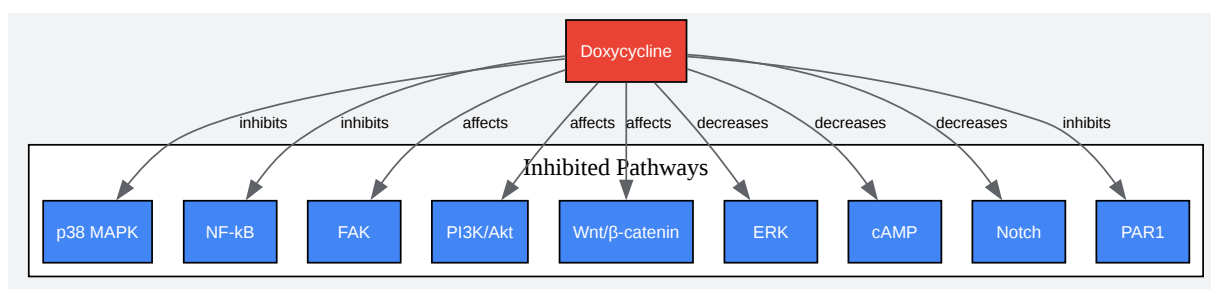 Doxycycline
inhibits
inhibits
affects
affects
affects
decreases
decreases
decreases
inhibits
Inhibited Pathways
p38 MAPK
NF-kB
FAK
PI3K/Akt
Wnt/β-catenin
ERK
cAMP
Notch
PAR1